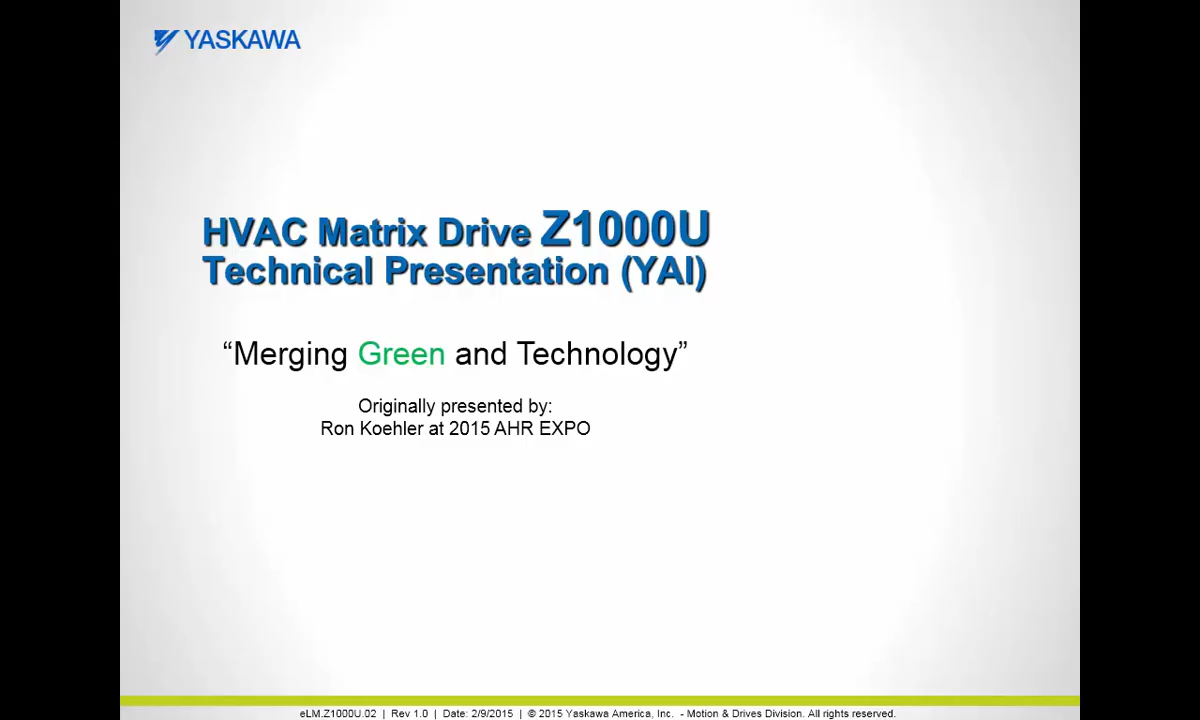 YASKAWA
HVAC Matrix Drive Z1000U
Technical Presentation (YAI)
“Merging Green and Technology”
Originally presented by:
Ron Koehler at 2015 AHR EXPO
eLM.Z1000U.02 | Rev 1.0 | Date: 2/9/2015 | © 2015 Yaskawa America, Inc. - Motion & Drives Division. All rights reserved.